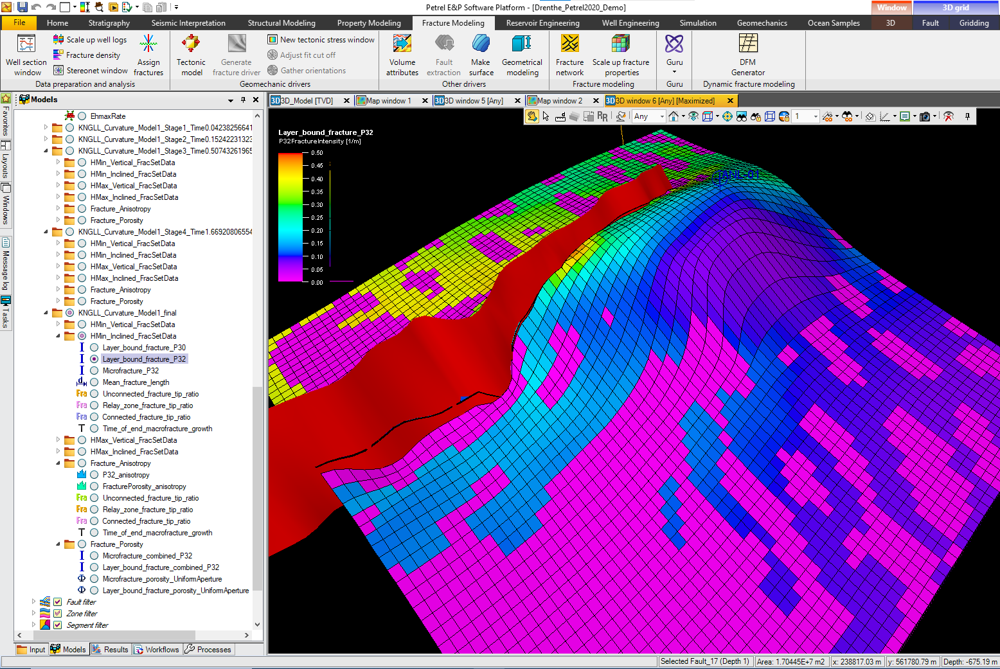 Petrel E&P Software Platform - [Drenthe_Petrel2020_Demo]
Window
3D grid
File
Home
Stratigraphy
Seismic Interpretation
Structural Modeling
Property Modeling
Fracture Modeling
Reservoir Engineering
Well Engineering
Simulation
Geomechanics
Ocean Samples
3D
Fault
Gridding
Well section window
Scale up well logs
Fracture density
Stereonet window
Assign fractures
Data preparation and analysis
Tectonic model
Generate fracture driver
New tectonic stress window
Adjust fit cut off
Gather orientations
Geomechanic drivers
Volume attributes
Fault extraction
Make surface
Geometrical modeling
Other drivers
Fracture network
Scale up fracture properties
Fracture modeling
Guru
Guru
DFM Generator
Dynamic fracture modeling
Favorites
Layouts
Windows
Message log
Tasks
Models
EhmaxRate
KNGLL_Curvature_Model1_Stage1_Time0.04238256641
KNGLL_Curvature_Model1_Stage2_Time0.15242231323
KNGLL_Curvature_Model1_Stage3_Time0.50743261965
HMin_Vertical_FracSetData
HMin_Inclined_FracSetData
HMax_Vertical_FracSetData
HMax_Inclined_FracSetData
Fracture_Anisotropy
Fracture_Porosity
KNGLL_Curvature_Model1_Stage4_Time1.66920806554
HMin_Vertical_FracSetData
HMin_Inclined_FracSetData
HMax_Vertical_FracSetData
HMax_Inclined_FracSetData
Fracture_Anisotropy
Fracture_Porosity
KNGLL_Curvature_Model1_final
HMin_Vertical_FracSetData
HMin_Inclined_FracSetData
Layer_bound_fracture_P30
Layer_bound_fracture_P32
Microfracture_P32
Mean_fracture_length
Fra Unconnected_fracture_tip_ratio
Fra Relay_zone_fracture_tip_ratio
Fra Connected_fracture_tip_ratio
T Time_of_end_macrofracture_growth
HMax_Vertical_FracSetData
HMax_Inclined_FracSetData
Fracture_Anisotropy
P32_anisotropy
FracturePorosity_anisotropy
Fra Unconnected_fracture_tip_ratio
Fra Relay_zone_fracture_tip_ratio
Fra Connected_fracture_tip_ratio
T Time_of_end_macrofracture_growth
Fracture_Porosity
Microfracture_combined_P32
Layer_bound_fracture_combined_P32
Φ Microfracture_porosity_UniformAperture
Φ Layer_bound_fracture_porosity_UniformAperture
Fault filter
Zone filter
Segment filter
Input
Models
Results
Workflows
Processes
3D 3D_Model [TVD]
Map window 1
3D 3D window 5 [Any]
Map window 2
3D 3D window 6 [Any] [Maximized]
RR
Any
1
Layer_bound_fracture_P32
P32FractureIntensity [1/m]
0.50
0.45
0.40
0.35
0.30
0.25
0.20
0.15
0.10
0.05
0.00
Selected Fault_17 (Depth 1)
Area: 1.70445E+7 m2
x: 238817.03 m
y: 561780.79 m
Depth: -675.19 m